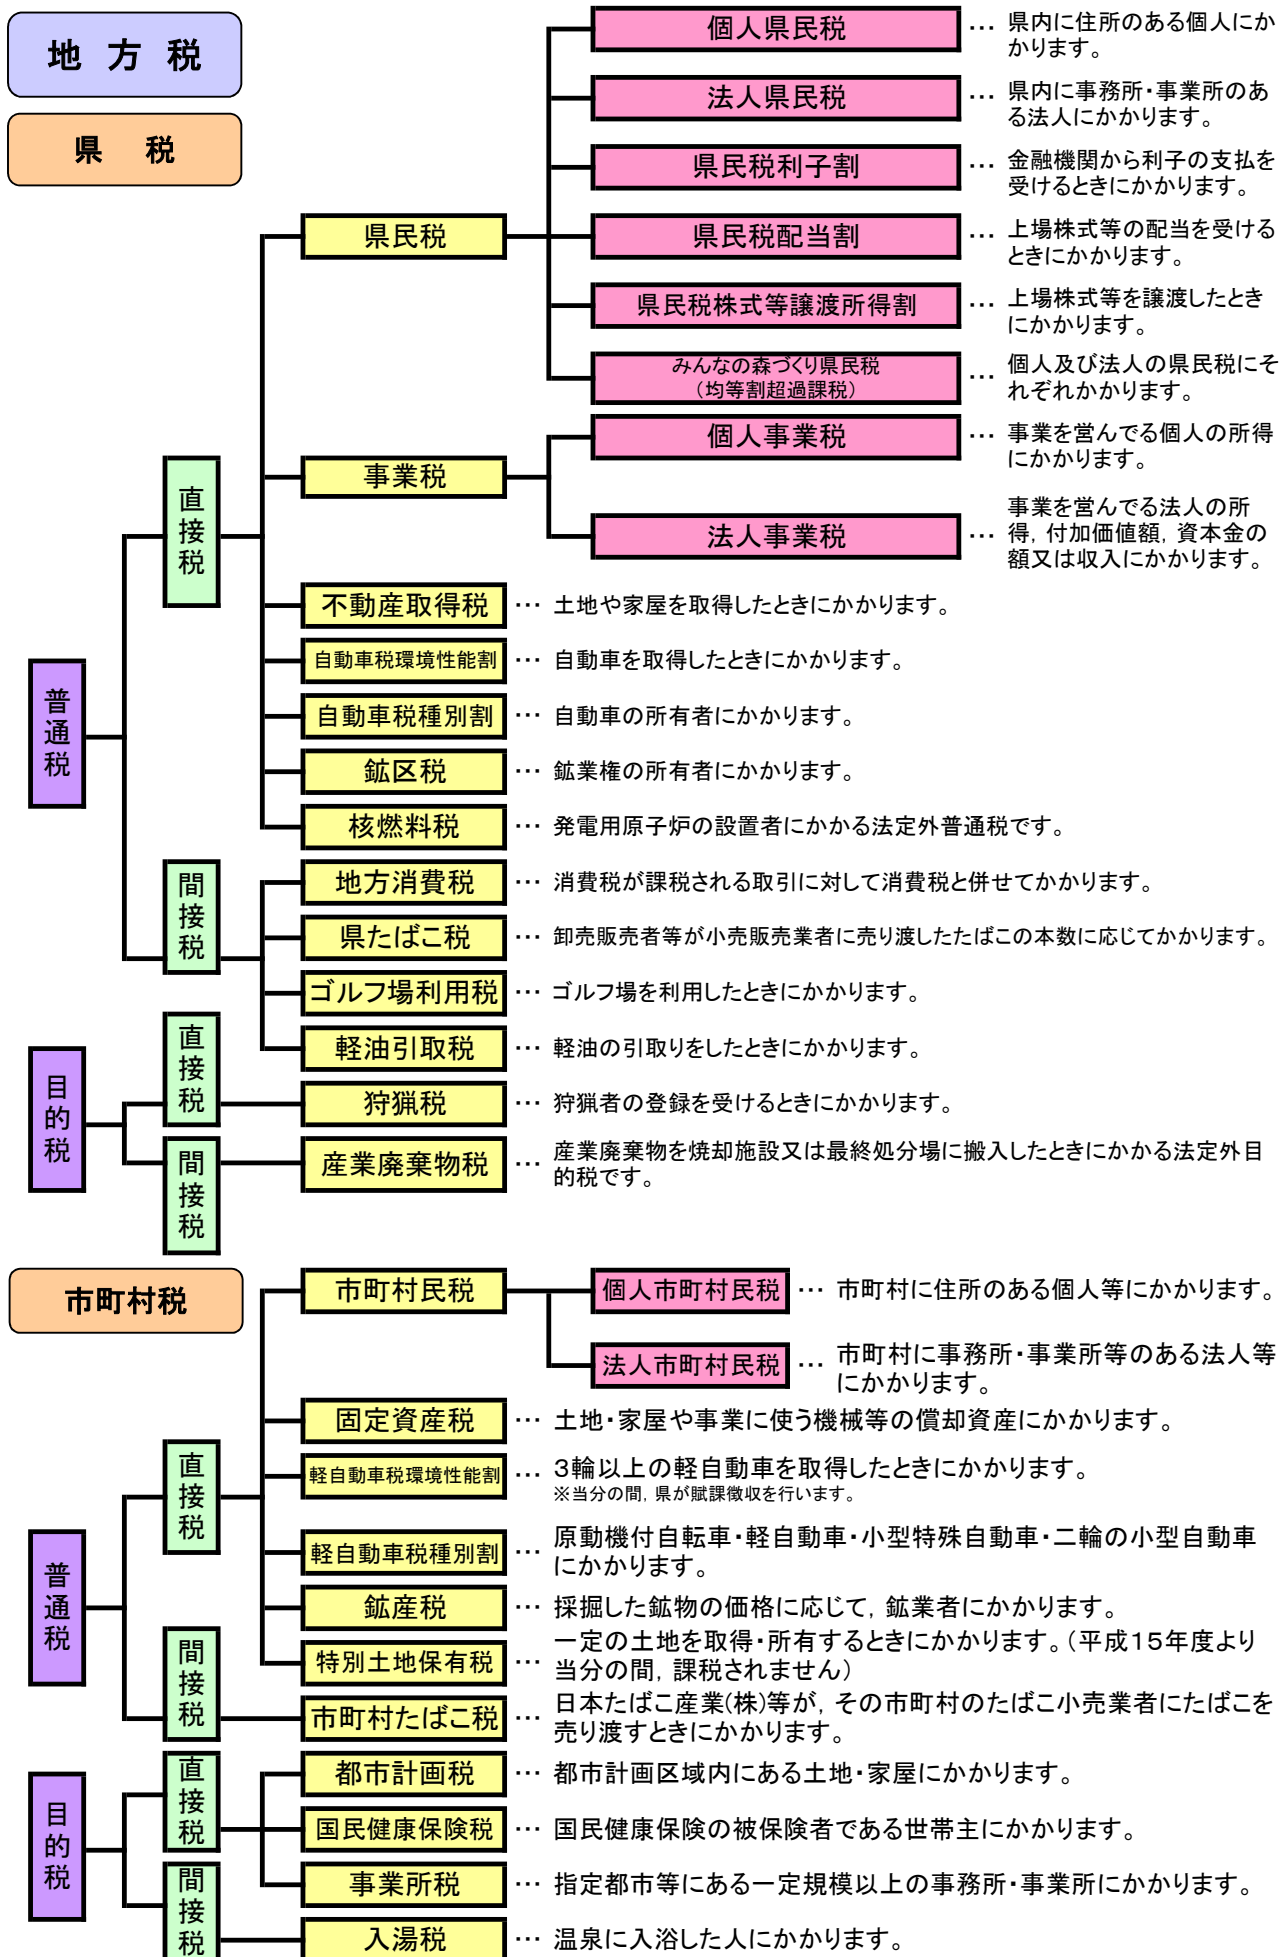 地方税
県税
個人県民税
… 県内に住所のある個人にか
かります。
法人県民税
… 県内に事務所・事業所のあ
る法人にかかります。
県民税利子割
… 金融機関から利子の支払を
受けるときにかかります。
県民税
県民税配当割
… 上場株式等の配当を受ける
ときにかかります。
県民税株式等譲渡所得割
… 上場株式等を譲渡したとき
にかかります。
みんなの森づくり県民税
（均等割超過課税）
… 個人及び法人の県民税にそ
れぞれかかります。
個人事業税
… 事業を営んでる個人の所得
にかかります。
事業税
法人事業税
… 事業を営んでる法人の所
得，付加価値額，資本金の
額又は収入にかかります。
直接税
不動産取得税
… 土地や家屋を取得したときにかかります。
自動車税環境性能割
… 自動車を取得したときにかかります。
普通税
自動車税種別割
… 自動車の所有者にかかります。
鉱区税
… 鉱業権の所有者にかかります。
核燃料税
… 発電用原子炉の設置者にかかる法定外普通税です。
間接税
地方消費税
… 消費税が課税される取引に対して消費税と併せてかかります。
県たばこ税
… 卸売販売者等が小売販売業者に売り渡したたばこの本数に応じてかかります。
ゴルフ場利用税
… ゴルフ場を利用したときにかかります。
軽油引取税
… 軽油の引取りをしたときにかかります。
目的税
直接税
狩猟税
… 狩猟者の登録を受けるときにかかります。
間接税
産業廃棄物税
… 産業廃棄物を焼却施設又は最終処分場に搬入したときにかかる法定外目
的税です。
市町村税
市町村民税
個人市町村民税
… 市町村に住所のある個人等にかかります。
法人市町村民税
… 市町村に事務所・事業所等のある法人等
にかかります。
固定資産税
… 土地・家屋や事業に使う機械等の償却資産にかかります。
直接税
軽自動車税環境性能割
… ３輪以上の軽自動車を取得したときにかかります。
※当分の間，県が賦課徴収を行います。
軽自動車税種別割
… 原動機付自転車・軽自動車・小型特殊自動車・二輪の小型自動車
にかかります。
普通税
鉱産税
… 採掘した鉱物の価格に応じて，鉱業者にかかります。
特別土地保有税
… 一定の土地を取得・所有するときにかかります。（平成１５年度より
当分の間，課税されません）
間接税
市町村たばこ税
… 日本たばこ産業(株)等が，その市町村のたばこ小売業者にたばこを
売り渡すときにかかります。
目的税
直接税
都市計画税
… 都市計画区域内にある土地・家屋にかかります。
国民健康保険税
… 国民健康保険の被保険者である世帯主にかかります。
事業所税
… 指定都市等にある一定規模以上の事務所・事業所にかかります。
間接税
入湯税
… 温泉に入浴した人にかかります。